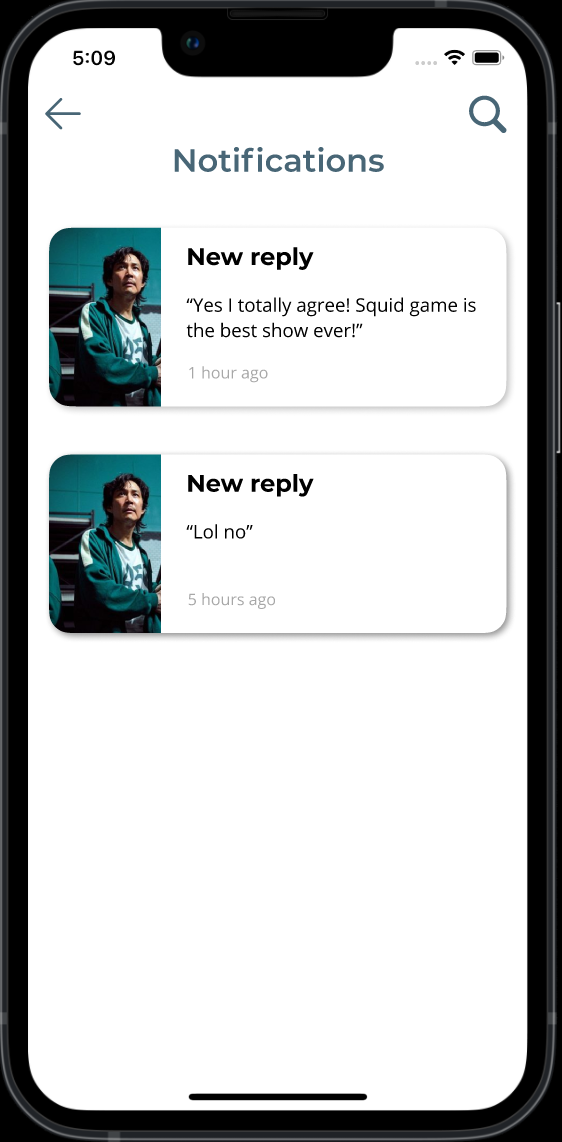 5:09
Notifications
New reply
“Yes I totally agree! Squid game is
the best show ever!”
1 hour ago
New reply
“Lol no”
5 hours ago